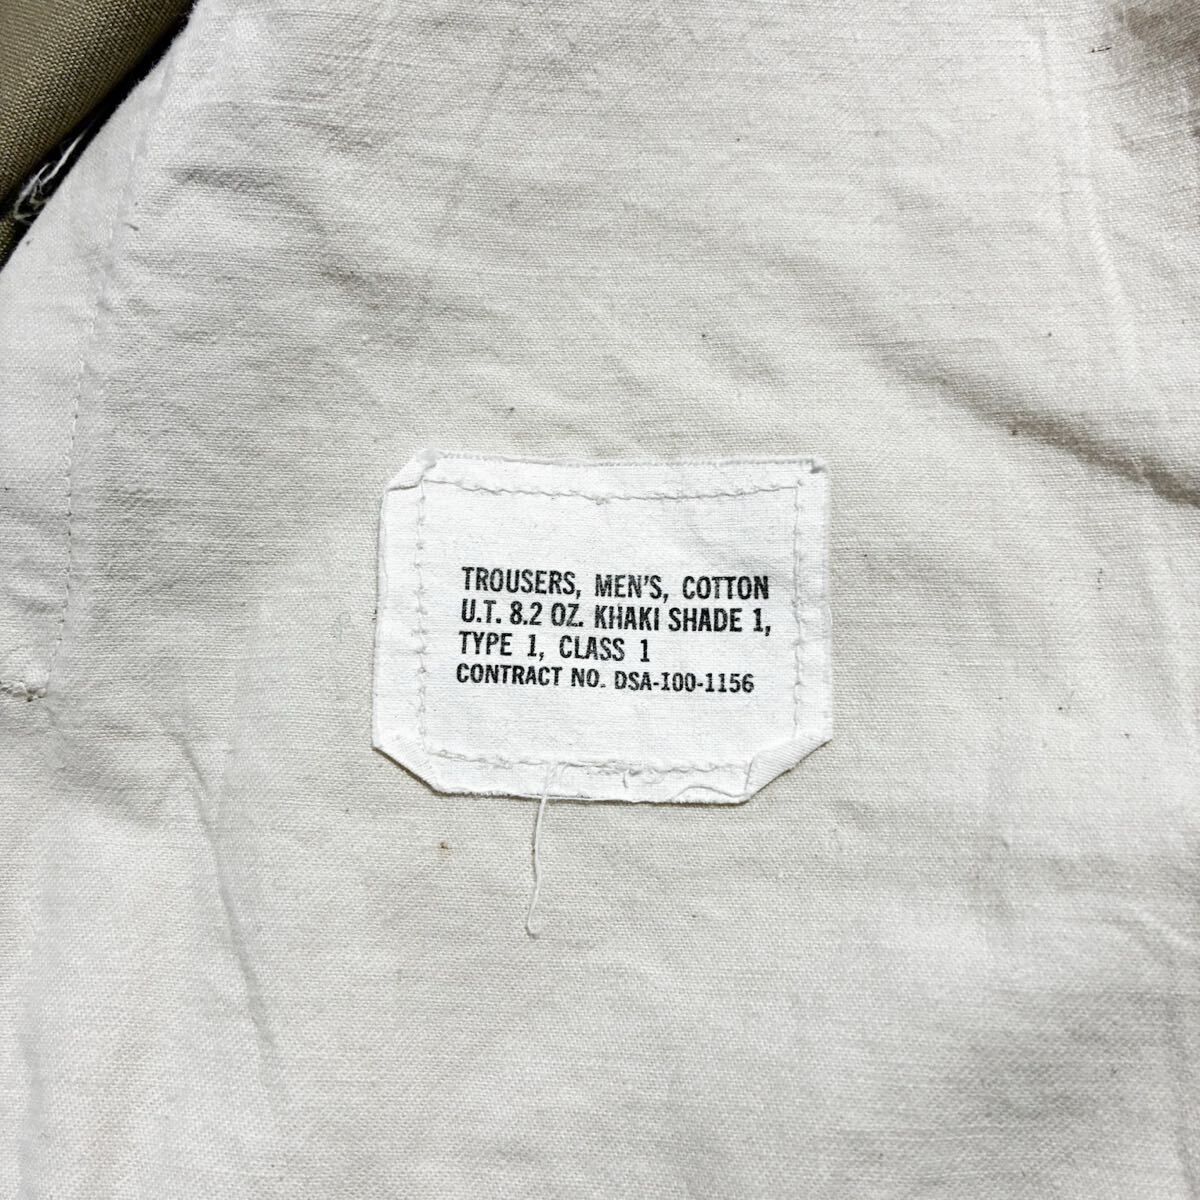 TROUSERS, MEN'S, COTTON
U.T. 8.2 OZ. KHAKI SHADE 1,
TYPE 1, CLASS 1
CONTRACT NO. DSA-100-1156